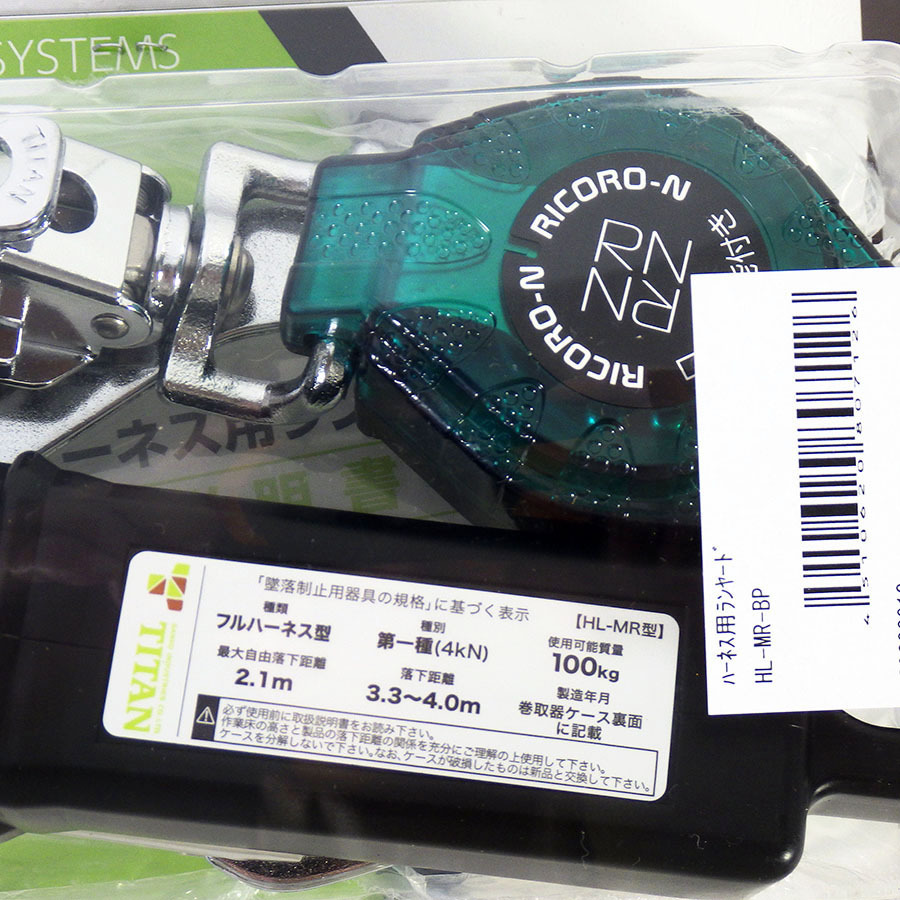 SYSTEMS
TITAN
RICORO-N
RICORO-N
RN
RN
付き
ーネス用ラン
明書
ハーネス用ランヤード
HL-MR-BP
4510620807126
TITAN
SANKO INDUSTRIES CO.,LTD
「墜落制止用器具の規格」に基づく表示
【HL-MR型】
種類
フルハーネス型
種別
第一種(4kN)
使用可能質量
100kg
最大自由落下距離
2.1m
落下距離
3.3〜4.0m
製造年月
巻取器ケース裏面
に記載
必ず使用前に取扱説明書をお読み下さい。
作業床の高さと製品の落下距離の関係を充分にご理解の上使用して下さい。
ケースを分解しないで下さい。なお、ケースが破損したものは新品と交換して下さい。